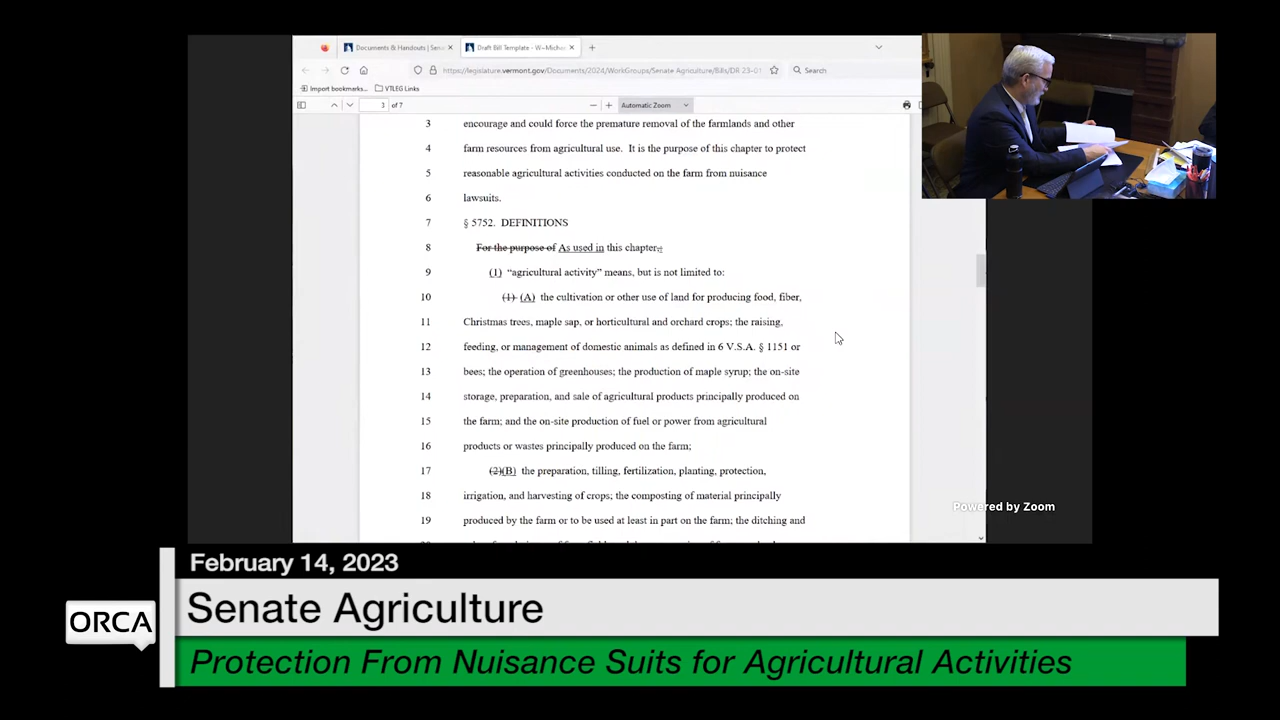 Documents & Handouts | Sen
Draft Bill Template - W~Micha
https://legislature.vermont.gov/Documents/2024/WorkGroups/Senate Agriculture/Bills/DR 23-01
Search
Import bookmarks...
VTLEG Links
3 of 7
Automatic Zoom
3 encourage and could force the premature removal of the farmlands and other
4 farm resources from agricultural use. It is the purpose of this chapter to protect
5 reasonable agricultural activities conducted on the farm from nuisance
6 lawsuits.
7 § 5752. DEFINITIONS
8 For the purpose of As used in this chapter,:
9 (1) “agricultural activity” means, but is not limited to:
10 (1) (A) the cultivation or other use of land for producing food, fiber,
11 Christmas trees, maple sap, or horticultural and orchard crops; the raising,
12 feeding, or management of domestic animals as defined in 6 V.S.A. § 1151 or
13 bees; the operation of greenhouses; the production of maple syrup; the on-site
14 storage, preparation, and sale of agricultural products principally produced on
15 the farm; and the on-site production of fuel or power from agricultural
16 products or wastes principally produced on the farm;
17 (2)(B) the preparation, tilling, fertilization, planting, protection,
18 irrigation, and harvesting of crops; the composting of material principally
19 produced by the farm or to be used at least in part on the farm; the ditching and
Powered by Zoom
February 14, 2023
Senate Agriculture
ORCA
Protection From Nuisance Suits for Agricultural Activities